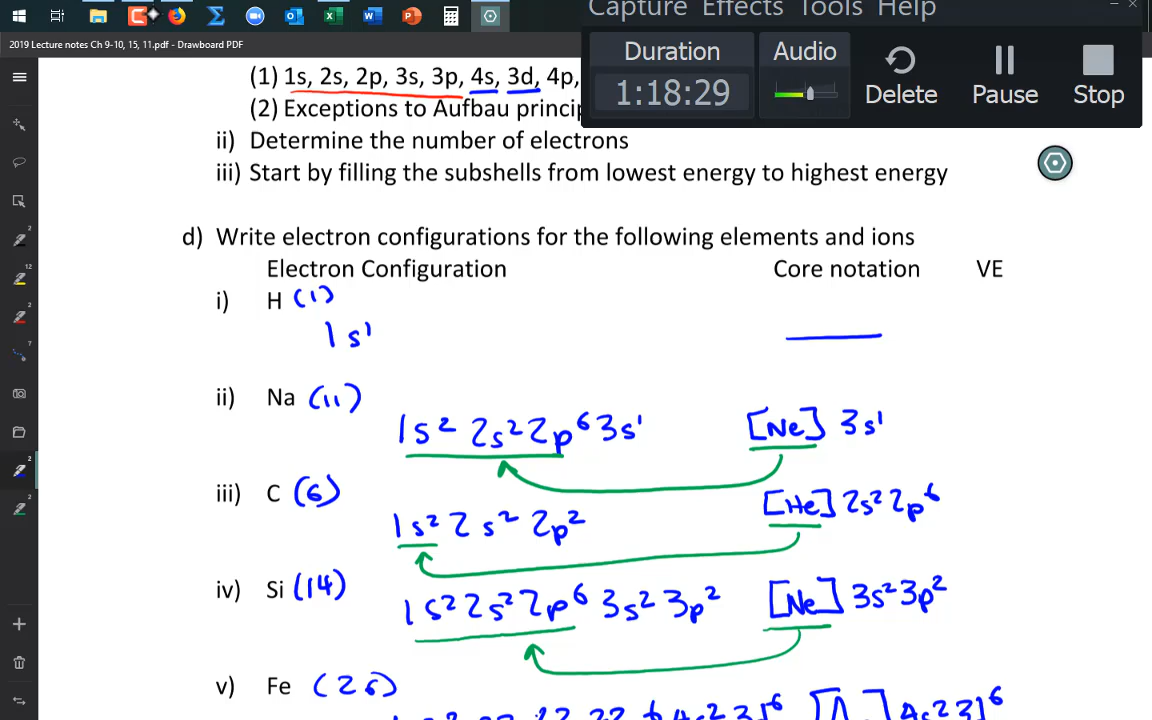 Capture Effects Tools Help
2019 Lecture notes Ch 9-10, 15, 11.pdf - Drawboard PDF
Duration
1:18:29
Audio
Delete
Pause
Stop
(1) 1s, 2s, 2p, 3s, 3p, 4s, 3d, 4p,
(2) Exceptions to Aufbau princip
ii) Determine the number of electrons
iii) Start by filling the subshells from lowest energy to highest energy
d) Write electron configurations for the following elements and ions
Electron Configuration Core notation VE
i) H (1)
1s¹
ii) Na (11)
1s² 2s² 2p⁶ 3s¹ [Ne] 3s¹
iii) C (6)
1s² 2s² 2p² [He] 2s² 2p⁶
iv) Si (14)
1s² 2s² 2p⁶ 3s² 3p² [Ne] 3s² 3p²
v) Fe